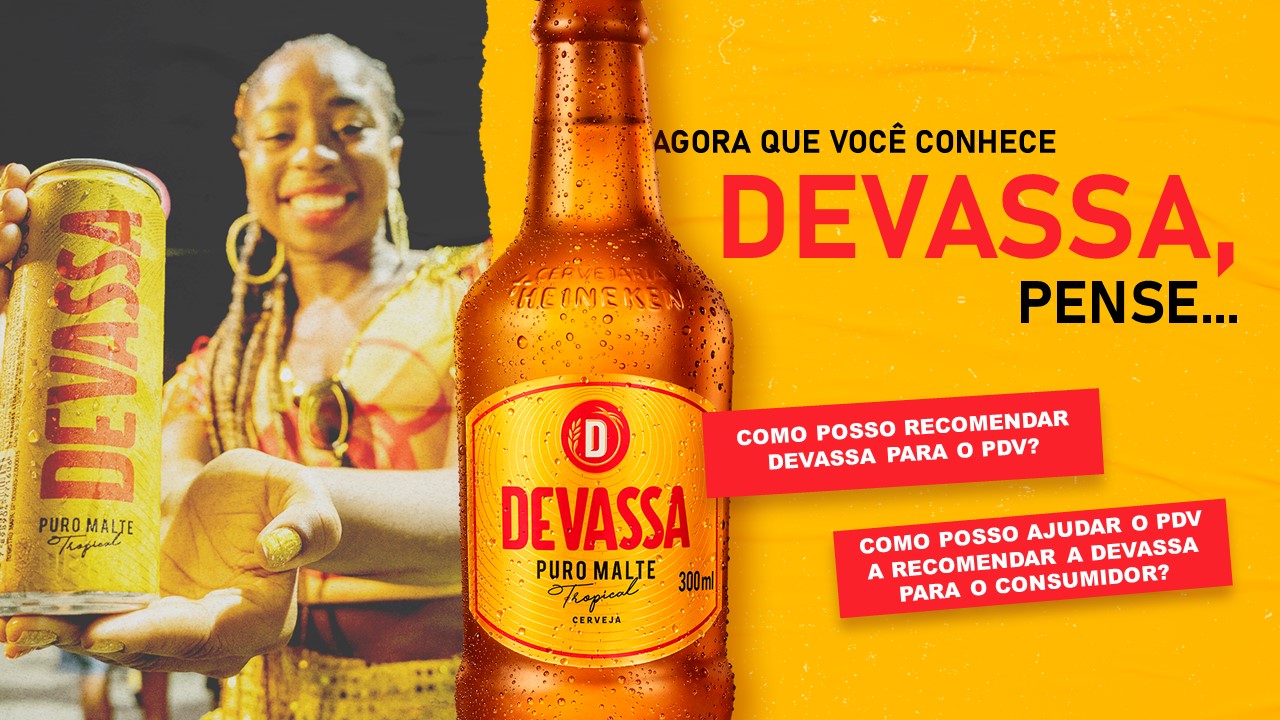 AGORA QUE VOCÊ CONHECE
DEVASSA,
PENSE...
COMO POSSO RECOMENDAR
DEVASSA PARA O PDV?
COMO POSSO AJUDAR O PDV
A RECOMENDAR A DEVASSA
PARA O CONSUMIDOR?
DEVASSA
PURO MALTE
Tropical
CERVEJARIA
HEINEKEN
D
DEVASSA
PURO MALTE
Tropical
300ml
CERVEJA